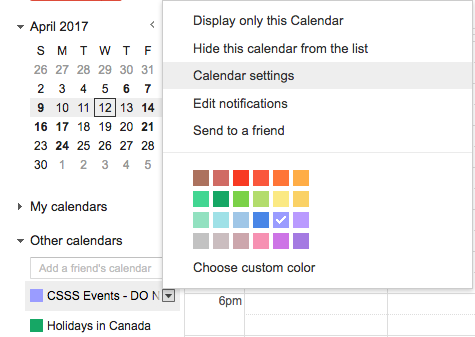 April 2017 <
S M T W T F S
26 27 28 29 30 31
2 3 4 5 6 7
9 10 11 12 13 14
16 17 18 19 20 21
23 24 25 26 27 28
30 1 2 3 4 5
My calendars
Other calendars
Add a friend's calendar
CSSS Events - DO N
Holidays in Canada
Display only this Calendar
Hide this calendar from the list
Calendar settings
Edit notifications
Send to a friend
Choose custom color
6pm